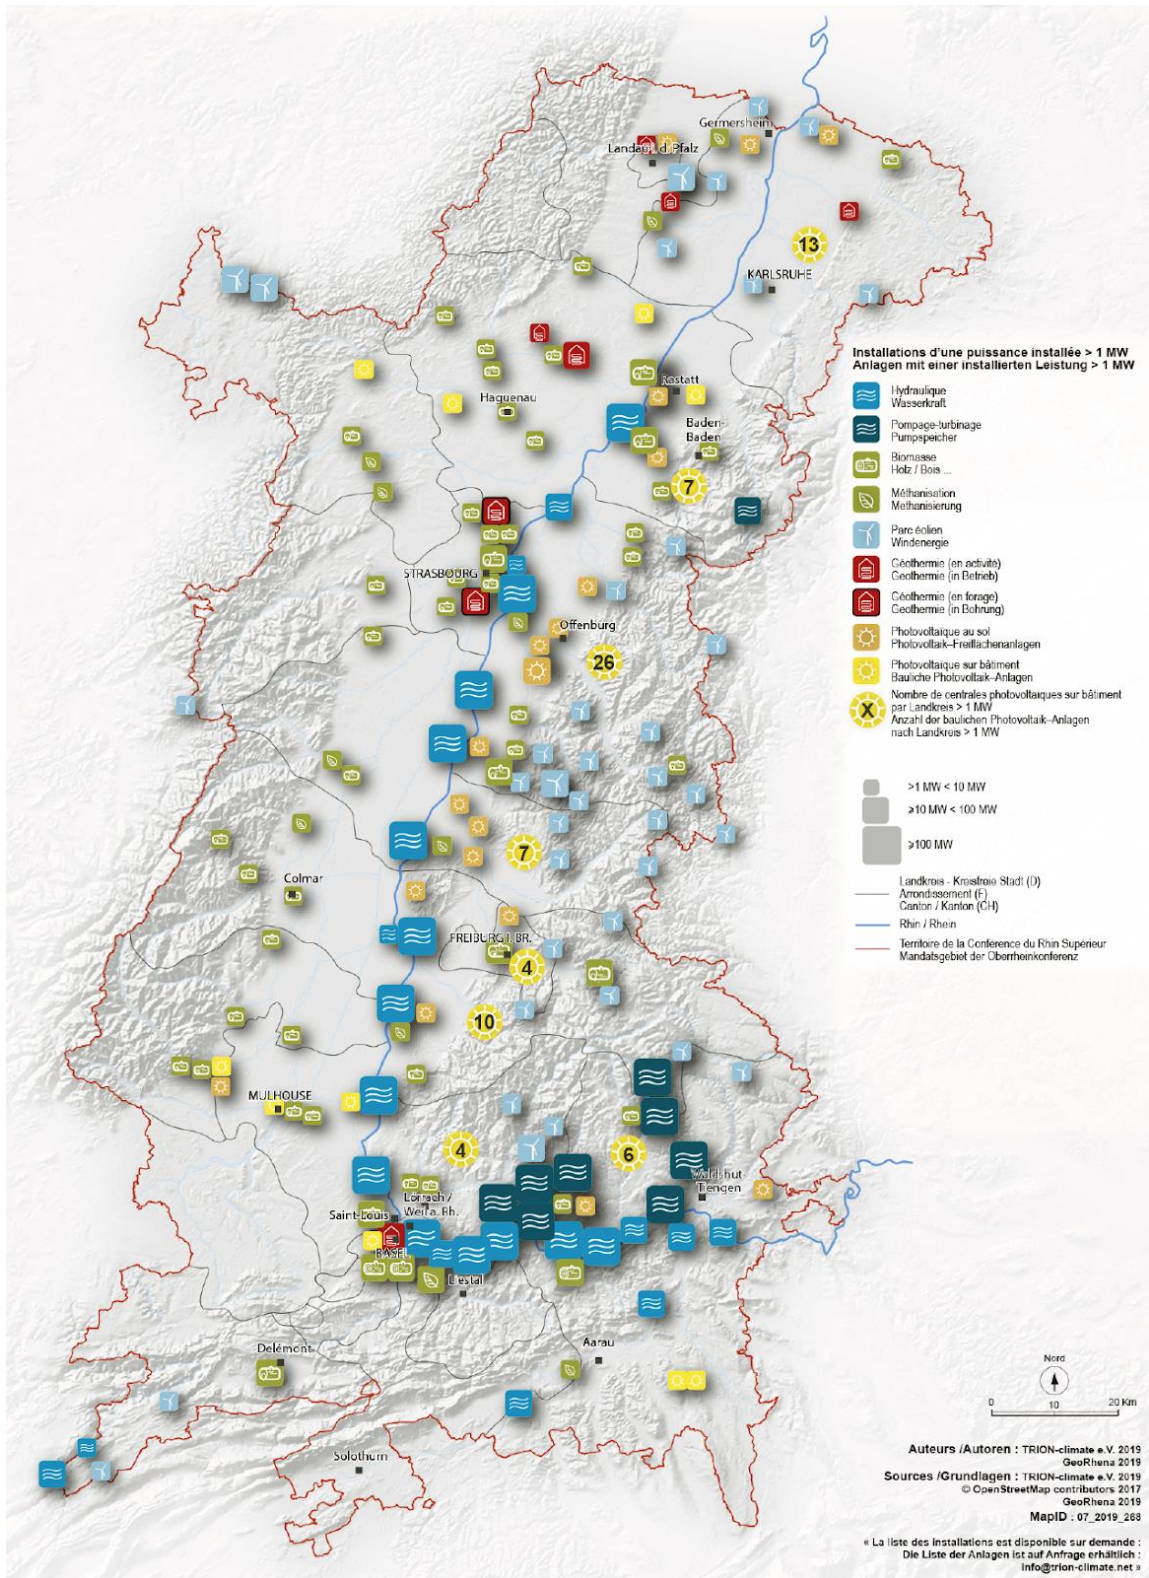 Germersheim
Landau i. d. Pfalz
13
KARLSRUHE
Installations d'une puissance installée > 1 MW
Anlagen mit einer installierten Leistung > 1 MW
Hydraulique
Wasserkraft
Pompage-turbinage
Pumpspeicher
Biomasse
Holz / Bois ...
Méthanisation
Methanisierung
Parc éolien
Windenergie
Géothermie (en activité)
Geothermie (in Betrieb)
Géothermie (en forage)
Geothermie (in Bohrung)
Photovoltaïque au sol
Photovoltaik–Freiflächenanlagen
Photovoltaïque sur bâtiment
Bauliche Photovoltaik–Anlagen
X
Nombre de centrales photovoltaïques sur bâtiment
par Landkreis > 1 MW
Anzahl der baulichen Photovoltaik–Anlagen
nach Landkreis > 1 MW
>1 MW < 10 MW
⩾10 MW < 100 MW
⩾100 MW
Landkreis - Kreisfreie Stadt (D)
Arrondissement (F)
Canton / Kanton (CH)
Rhin / Rhein
Territoire de la Conférence du Rhin Supérieur
Mandatsgebiet der Oberrheinkonferenz
Rastatt
Haguenau
Baden-
Baden
7
STRASBOURG
Offenburg
26
7
Colmar
FREIBURG I. BR.
4
10
MULHOUSE
4
6
Waldshut-
Tiengen
Lörrach /
Weil a. Rh.
Saint-Louis
BASEL
Liestal
Delémont
Aarau
Solothurn
Nord
0 10 20 Km
Auteurs /Autoren : TRION-climate e.V. 2019
GeoRhena 2019
Sources /Grundlagen : TRION-climate e.V. 2019
© OpenStreetMap contributors 2017
GeoRhena 2019
MapID : 07_2019_268
« La liste des installations est disponible sur demande :
Die Liste der Anlagen ist auf Anfrage erhältlich :
info@trion-climate.net »